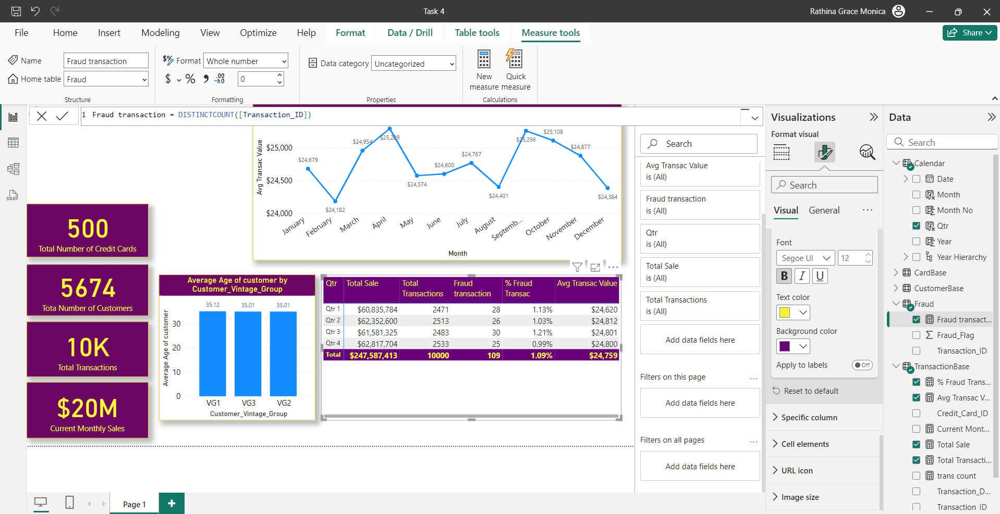 Task 4
Rathina Grace Monica
File Home Insert Modeling View Optimize Help Format Data / Drill Table tools Measure tools
Share
Name Fraud transaction
Home table Fraud
Structure
$% Format Whole number
$ % , .00 0
Formatting
Data category Uncategorized
Properties
New measure
Quick measure
Calculations
1 Fraud transaction = DISTINCTCOUNT([Transaction_ID])
DAX
500
Total Number of Credit Cards
5674
Tota Number of Customers
10K
Total Transactions
$20M
Current Monthly Sales
Avg Transac Value
$25,000
$24,500
$24,000
$24,679
$24,182
$24,954
$25,289
$24,574
$24,600
$24,767
$24,401
$25,256
$25,108
$24,877
$24,384
January February March April May June July August Septemb... October November December
Month
Average Age of customer by
Customer_Vintage_Group
Average Age of customer
30
20
10
0
35.12 35.01 35.01
VG1 VG3 VG2
Customer_Vintage_Group
Qtr Total Sale Total Transactions Fraud transaction % Fraud Transac Avg Transac Value
Qtr 1 $60,835,784 2471 28 1.13% $24,620
Qtr 2 $62,352,600 2513 26 1.03% $24,812
Qtr 3 $61,581,325 2483 30 1.21% $24,801
Qtr 4 $62,817,704 2533 25 0.99% $24,800
Total $247,587,413 10000 109 1.09% $24,759
Search
Avg Transac Value
is (All)
Fraud transaction
is (All)
Qtr
is (All)
Total Sale
is (All)
Total Transactions
is (All)
Add data fields here
Filters on this page ...
Add data fields here
Filters on all pages ...
Add data fields here
Visualizations
Format visual
Search
Visual General ...
Font
Segoe UI 12
B I U
Text color
Background color
Apply to labels Off
Reset to default
Specific column
Cell elements
URL icon
Image size
Data
Search
Calendar
Date
Month
Month No
Qtr
Year
Year Hierarchy
CardBase
CustomerBase
Fraud
Fraud transact...
Fraud_Flag
Transaction_ID
TransactionBase
% Fraud Trans...
Avg Transac V...
Credit_Card_ID
Current Mont...
Total Sale
Total Transacti...
trans count
Transaction_D...
Transaction_ID
Page 1